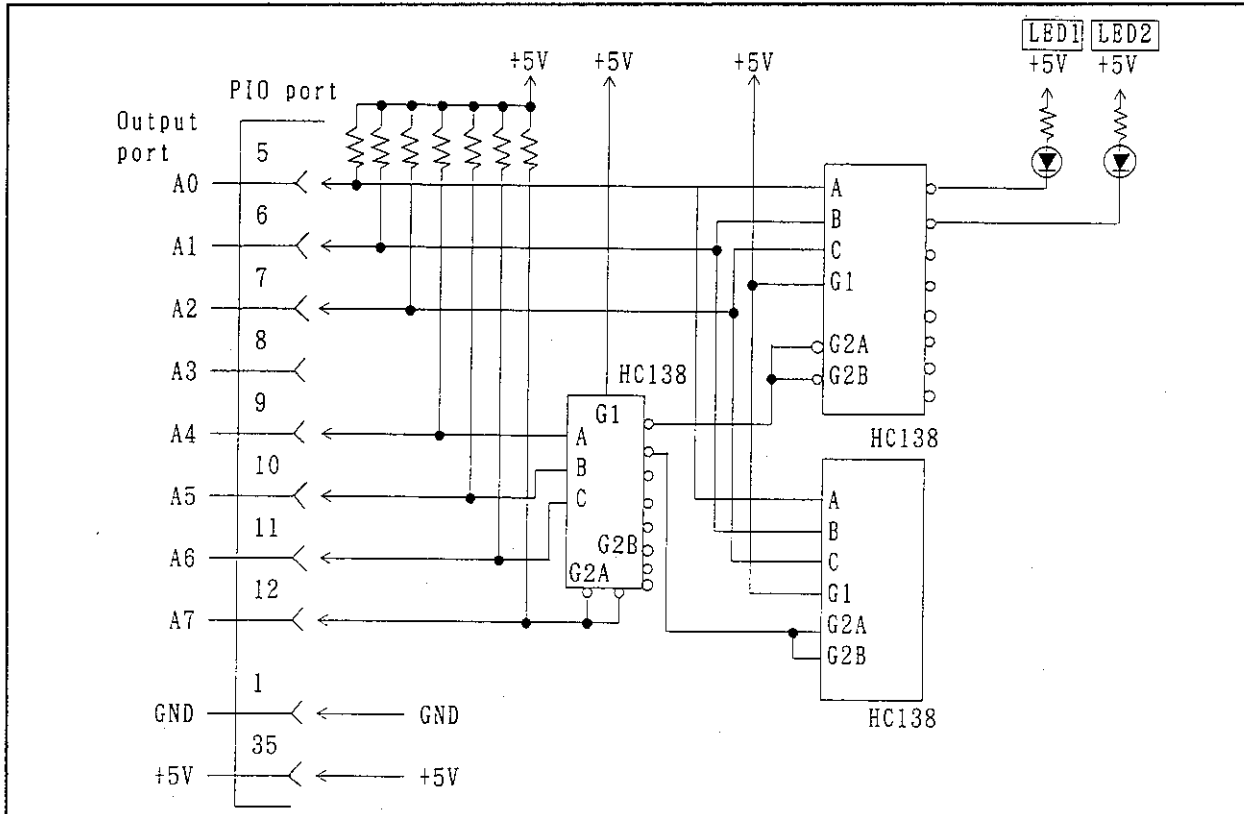 LED1 LED2
+5V +5V +5V +5V +5V
PIO port
Output
port
5
A0
6
A1
7
A2
8
A3
9
A4
10
A5
11
A6
12
A7
1
GND GND
35
+5V +5V
HC138
G1
A
B
C
G2B
G2A
A
B
C
G1
G2A
G2B
HC138
A
B
C
G1
G2A
G2B
HC138